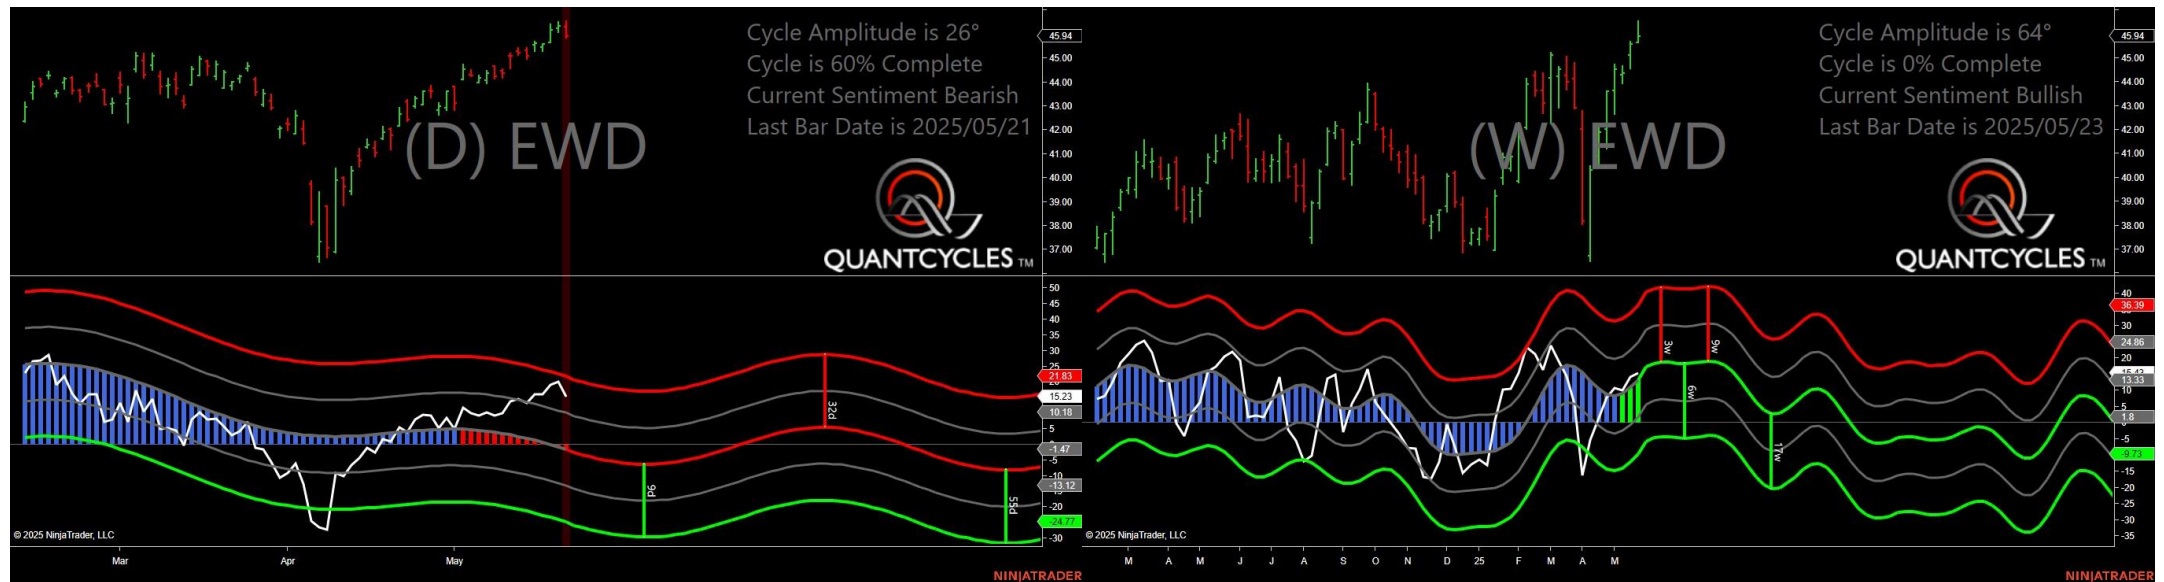 Cycle Amplitude is 26°
Cycle is 60% Complete
Current Sentiment Bearish
Last Bar Date is 2025/05/21
(D) EWD
QUANTCYCLES TM
45.94
45.00
44.00
43.00
42.00
41.00
40.00
39.00
38.00
37.00
50
45
40
35
30
25
21.83
15.23
10.18
5
-1.47
-5
-13.12
-20
-24.77
-30
9d
32d
55d
© 2025 NinjaTrader, LLC
Mar
Apr
May
NINJATRADER
Cycle Amplitude is 64°
Cycle is 0% Complete
Current Sentiment Bullish
Last Bar Date is 2025/05/23
(W) EWD
QUANTCYCLES TM
45.94
45.00
44.00
43.00
42.00
41.00
40.00
39.00
38.00
37.00
40
36.39
30
24.86
20
13.33
10
5
1.8
-5
-9.73
-15
-20
-25
-30
-35
3w
9w
6w
17w
© 2025 NinjaTrader, LLC
M A M J J A S O N D 25 F M A M
NINJATRADER